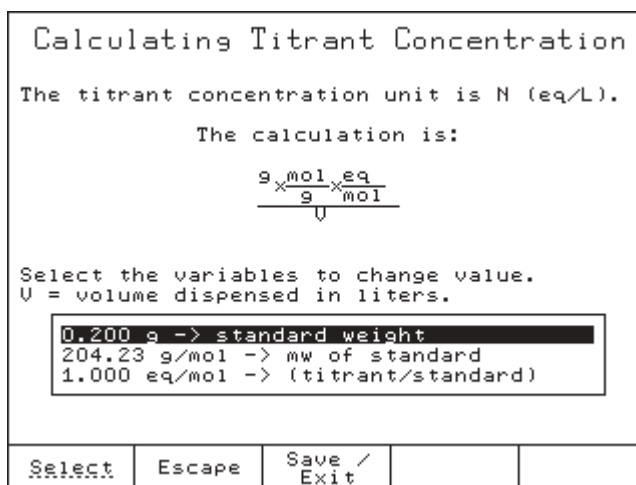 Calculating Titrant Concentration
The titrant concentration unit is N (eq/L).
The calculation is:
g x mol/g x eq/mol
V
Select the variables to change value.
V = volume dispensed in liters.
0.200 g -> standard weight
204.23 g/mol -> mw of standard
1.000 eq/mol -> (titrant/standard)
Select Escape Save / Exit